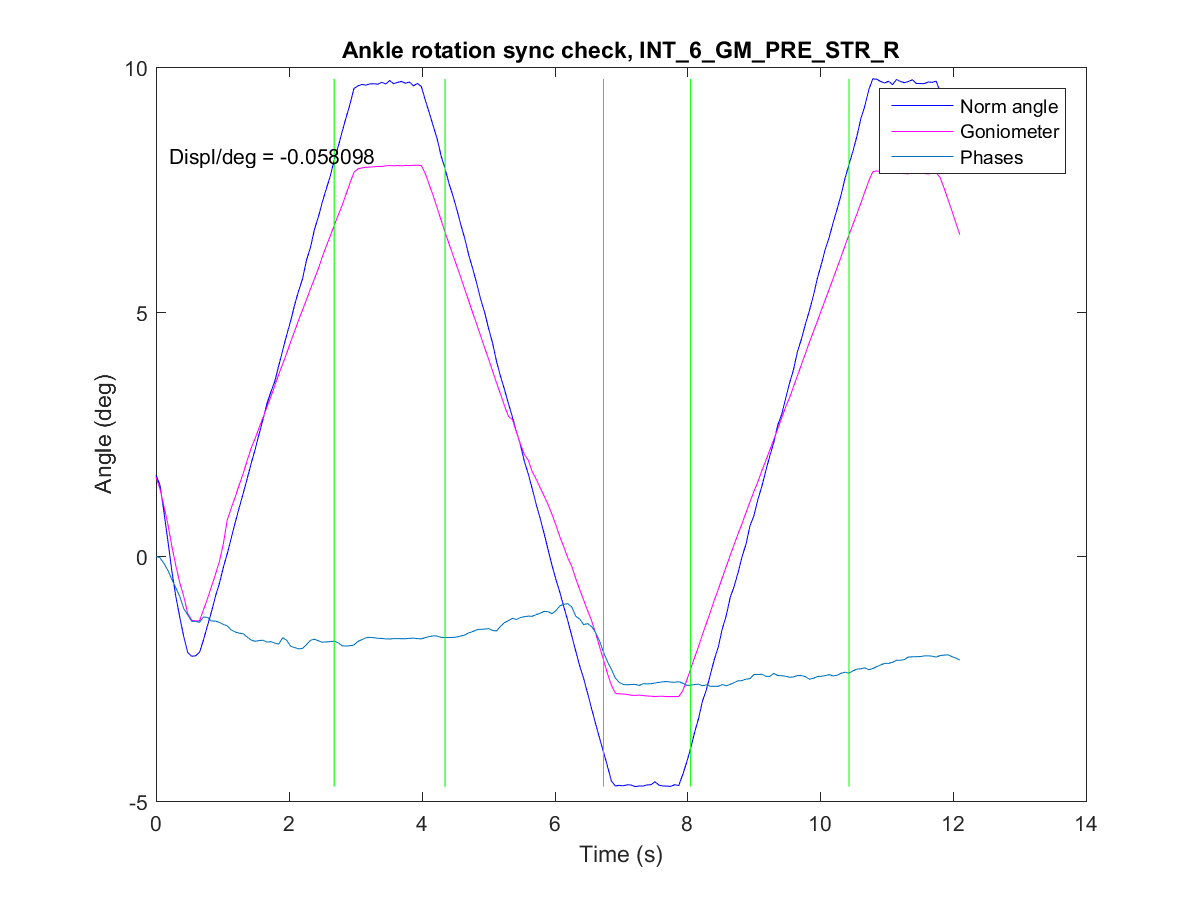 Ankle rotation sync check, INT_6_GM_PRE_STR_R
10
Displ/deg = -0.058098
Norm angle
Goniometer
Phases
5
Angle (deg)
0
-5
0 2 4 6 8 10 12 14
Time (s)